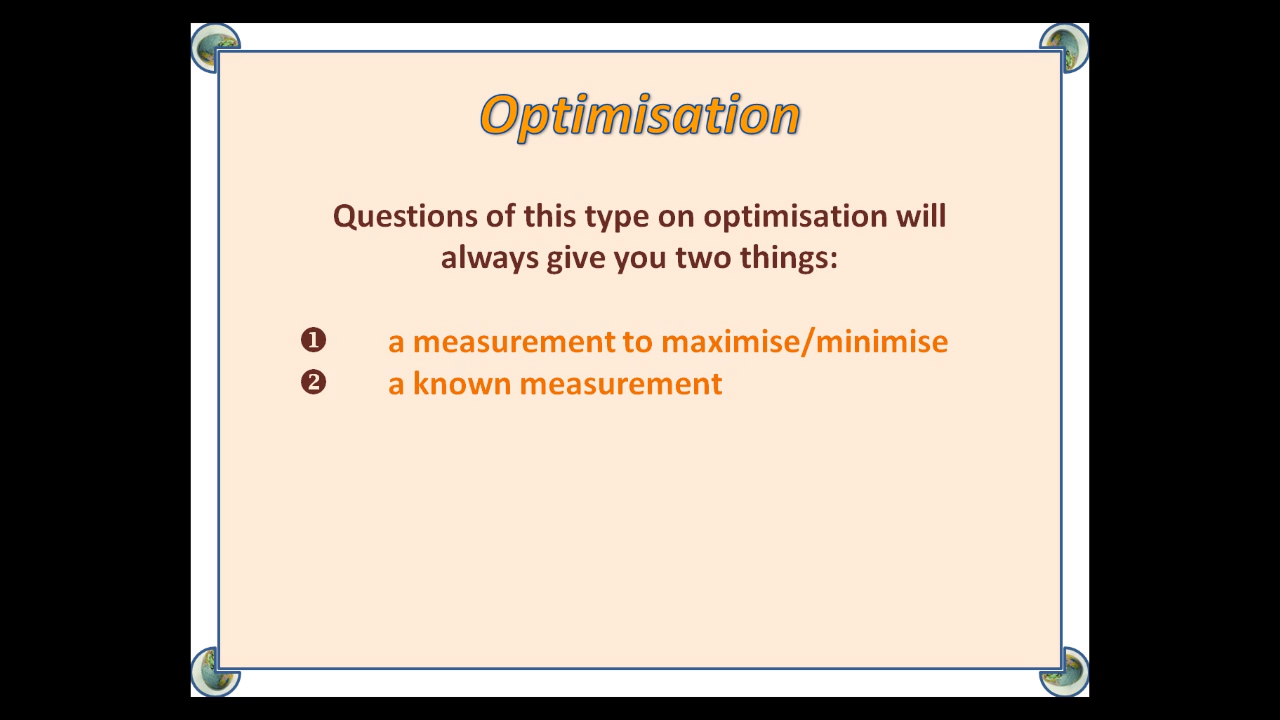 Optimisation
Questions of this type on optimisation will
always give you two things:
❶ a measurement to maximise/minimise
❷ a known measurement